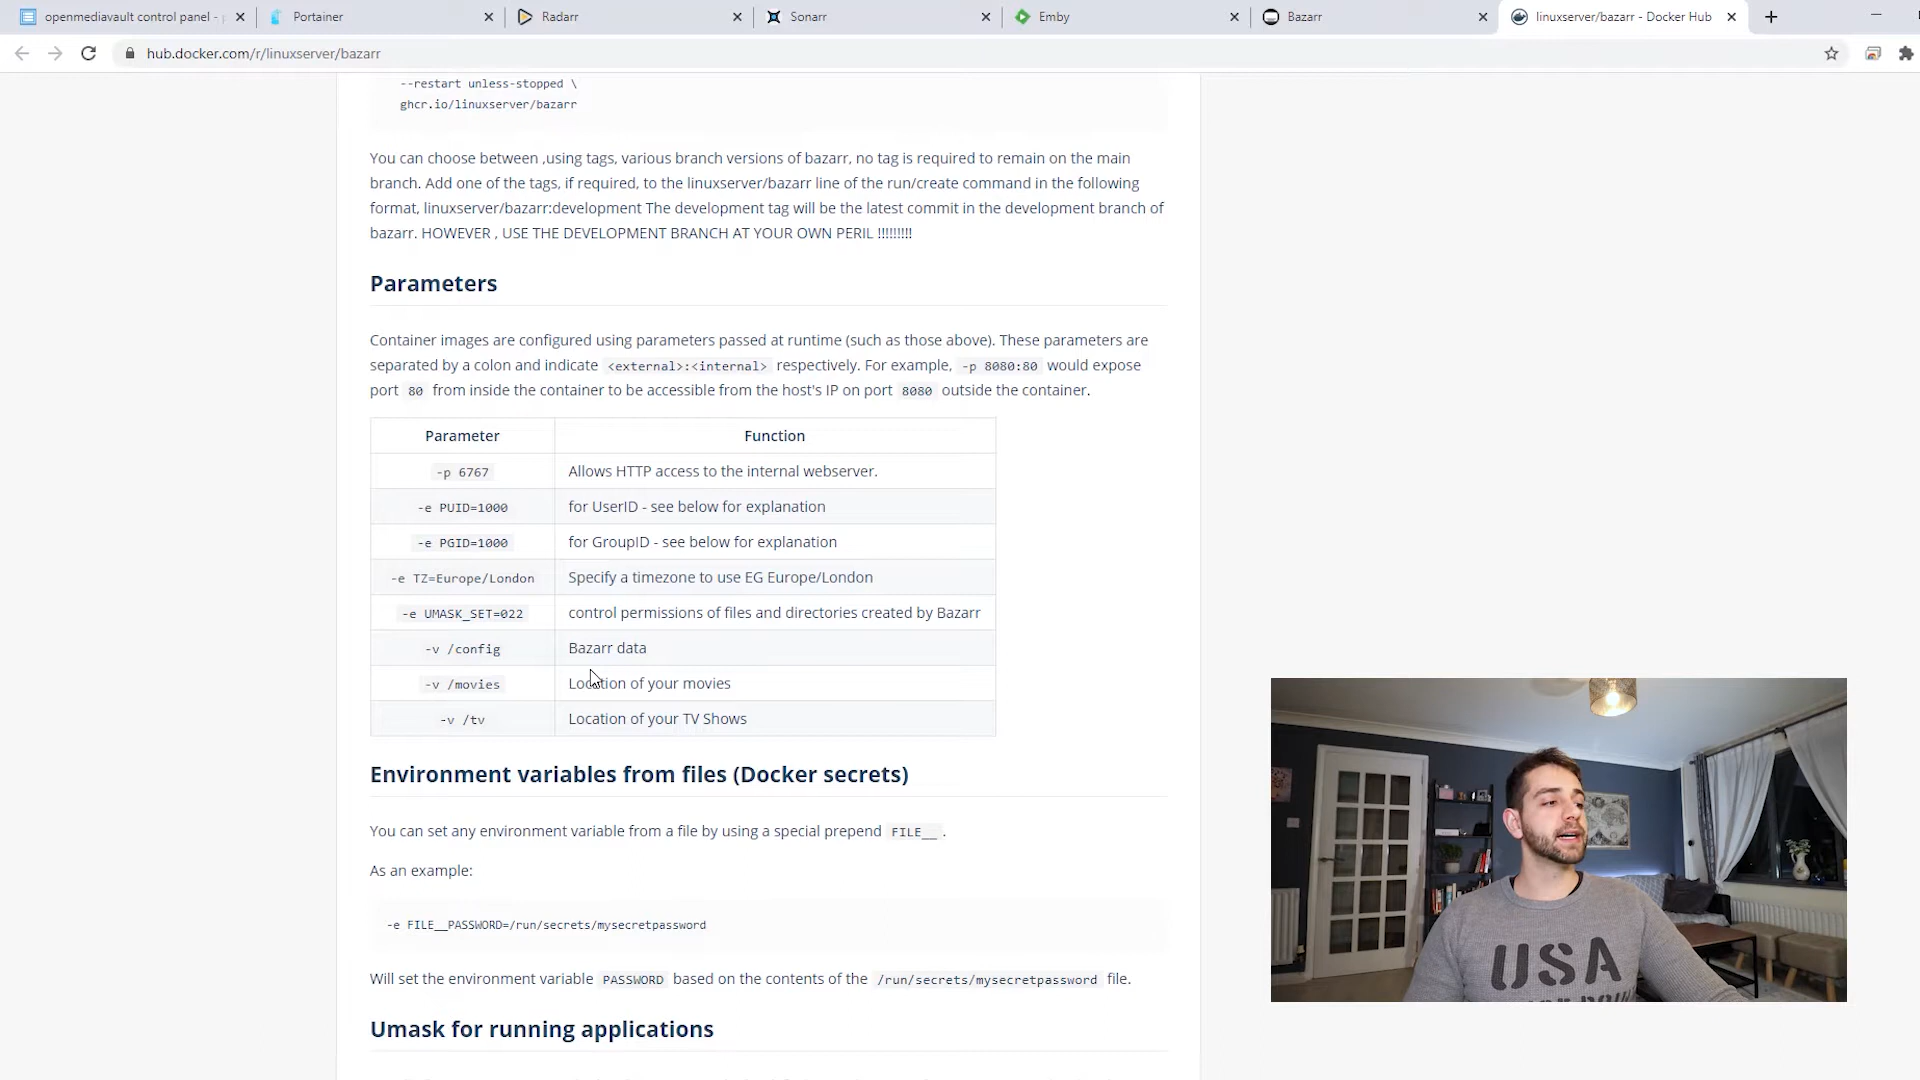 openmediavault control panel - 
Portainer
Radarr
Sonarr
Emby
Bazarr
linuxserver/bazarr - Docker Hub
hub.docker.com/r/linuxserver/bazarr
--restart unless-stopped \
ghcr.io/linuxserver/bazarr
You can choose between ,using tags, various branch versions of bazarr, no tag is required to remain on the main
branch. Add one of the tags, if required, to the linuxserver/bazarr line of the run/create command in the following
format, linuxserver/bazarr:development The development tag will be the latest commit in the development branch of
bazarr. HOWEVER , USE THE DEVELOPMENT BRANCH AT YOUR OWN PERIL !!!!!!!!!
Parameters
Container images are configured using parameters passed at runtime (such as those above). These parameters are
separated by a colon and indicate <external>:<internal> respectively. For example, -p 8080:80 would expose
port 80 from inside the container to be accessible from the host's IP on port 8080 outside the container.
Parameter Function
-p 6767 Allows HTTP access to the internal webserver.
-e PUID=1000 for UserID - see below for explanation
-e PGID=1000 for GroupID - see below for explanation
-e TZ=Europe/London Specify a timezone to use EG Europe/London
-e UMASK_SET=022 control permissions of files and directories created by Bazarr
-v /config Bazarr data
-v /movies Location of your movies
-v /tv Location of your TV Shows
Environment variables from files (Docker secrets)
You can set any environment variable from a file by using a special prepend FILE__ .
As an example:
-e FILE__PASSWORD=/run/secrets/mysecretpassword
Will set the environment variable PASSWORD based on the contents of the /run/secrets/mysecretpassword file.
Umask for running applications
USA